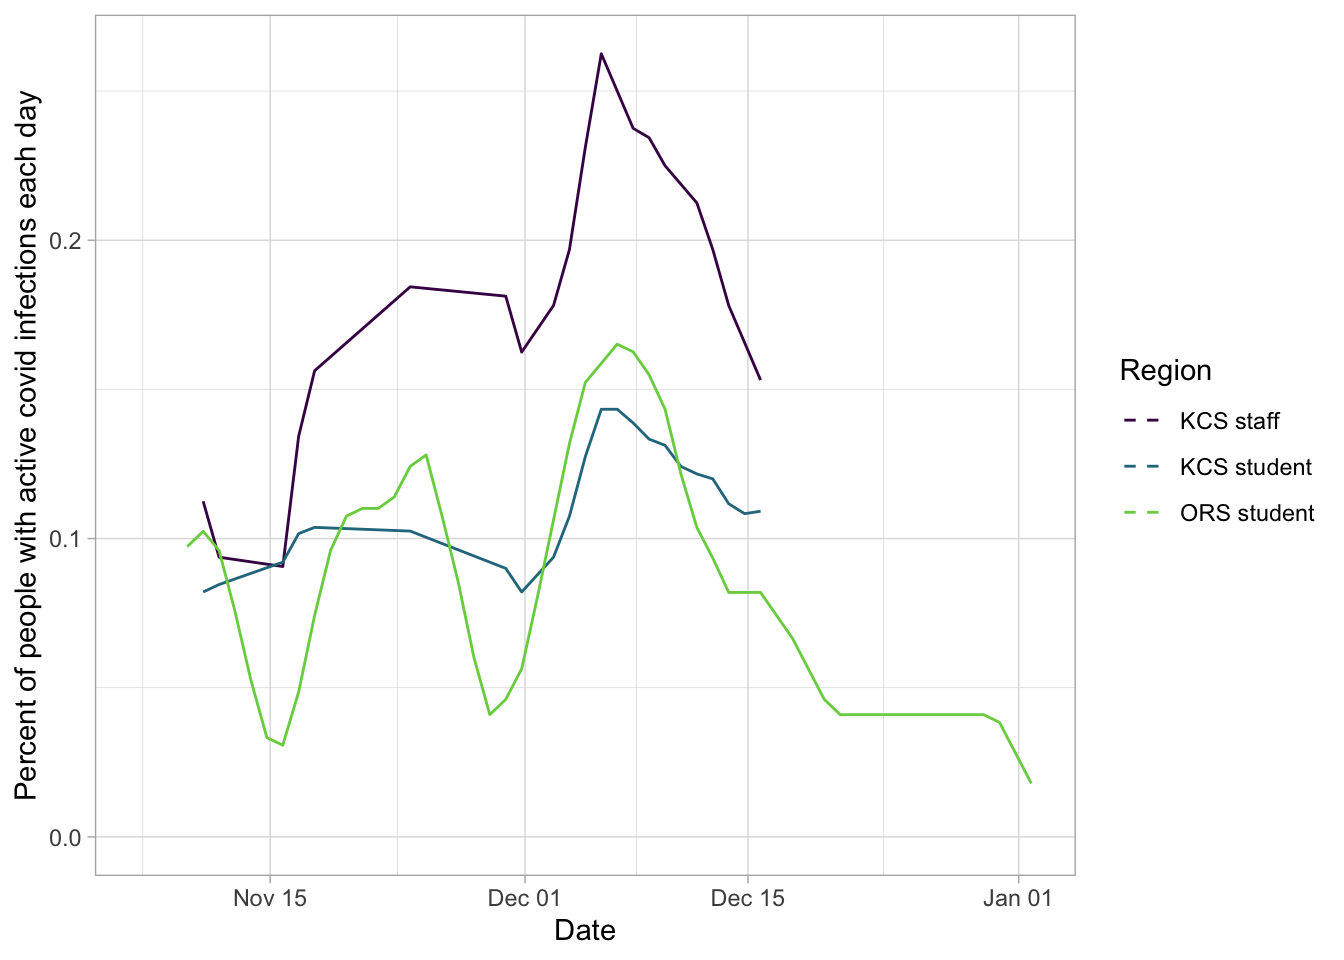 Percent of people with active covid infections each day
0.2
0.1
0.0
Nov 15
Dec 01
Dec 15
Jan 01
Date
Region
KCS staff
KCS student
ORS student